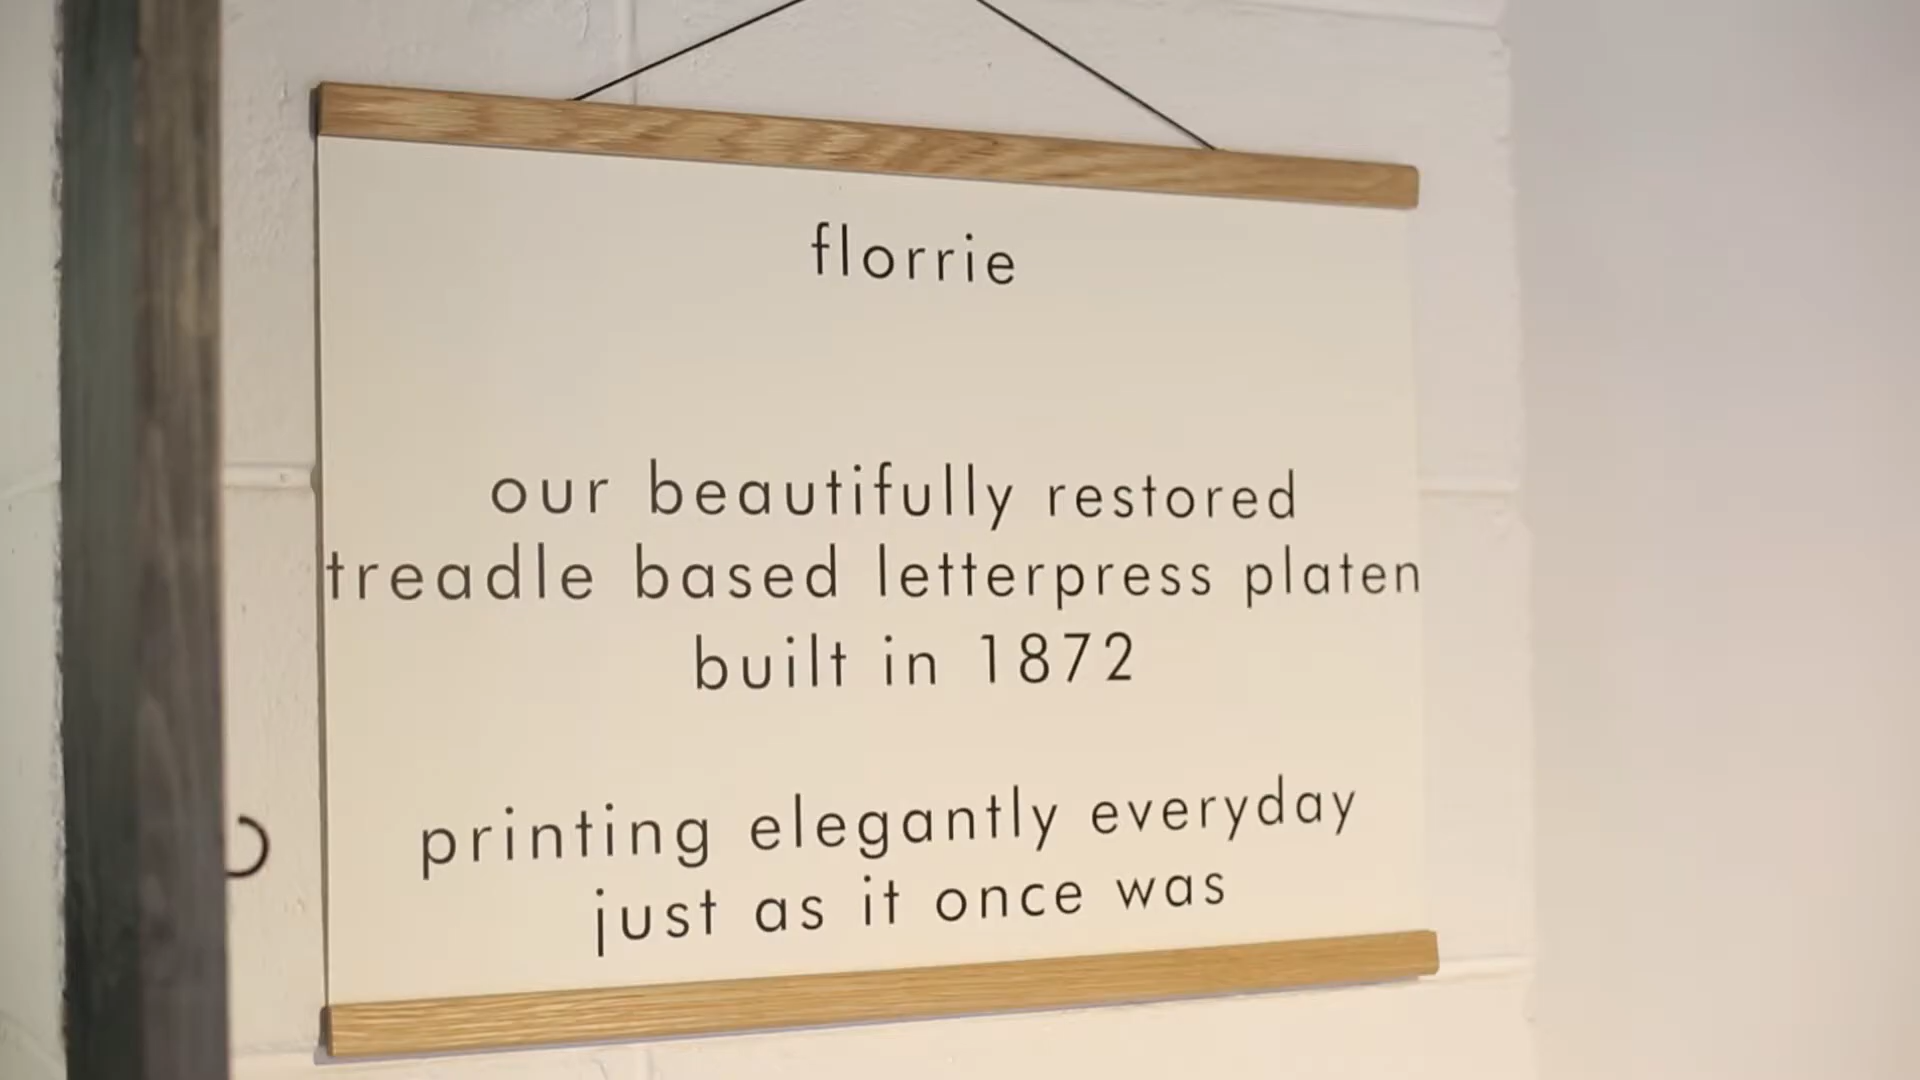 florrie
our beautifully restored
treadle based letterpress platen
built in 1872
printing elegantly everyday
just as it once was